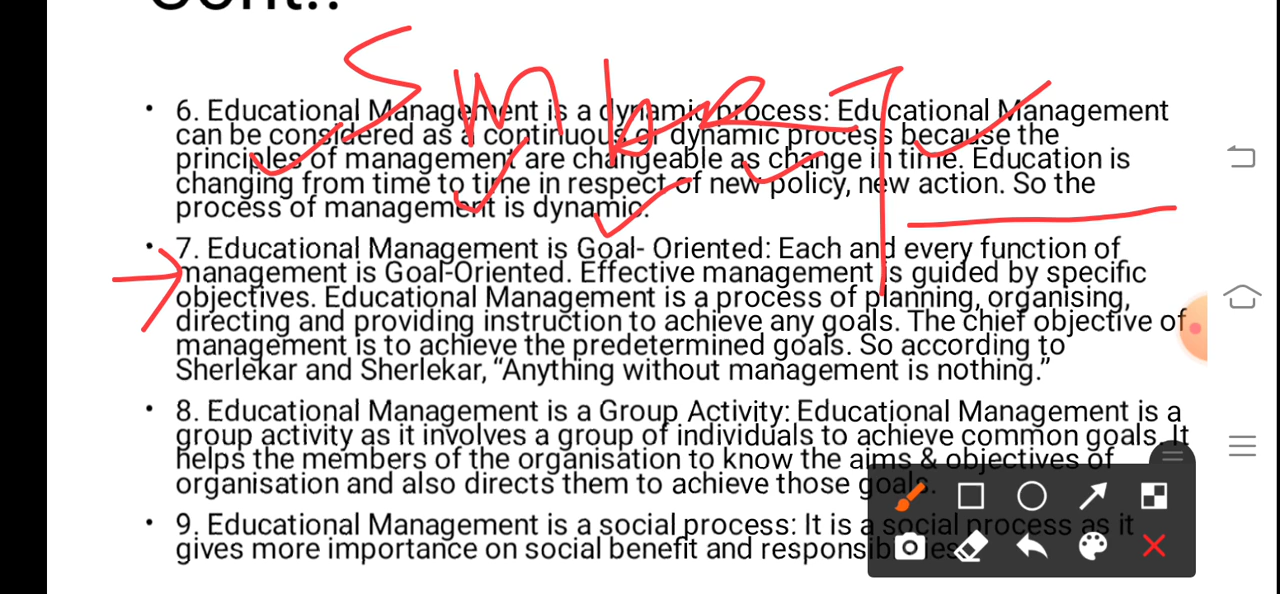 • 6. Educational Management is a dynamic process: Educational Management
can be considered as a continuous or dynamic process because the
principles of management are changeable as change in time. Education is
changing from time to time in respect of new policy, new action. So the
process of management is dynamic.
• 7. Educational Management is Goal- Oriented: Each and every function of
management is Goal-Oriented. Effective management is guided by specific
objectives. Educational Management is a process of planning, organising,
directing and providing instruction to achieve any goals. The chief objective of
management is to achieve the predetermined goals. So according to
Sherlekar and Sherlekar, “Anything without management is nothing.”
• 8. Educational Management is a Group Activity: Educational Management is a
group activity as it involves a group of individuals to achieve common goals. It
helps the members of the organisation to know the aims & objectives of
organisation and also directs them to achieve those goals.
• 9. Educational Management is a social process: It is a social process as it
gives more importance on social benefit and